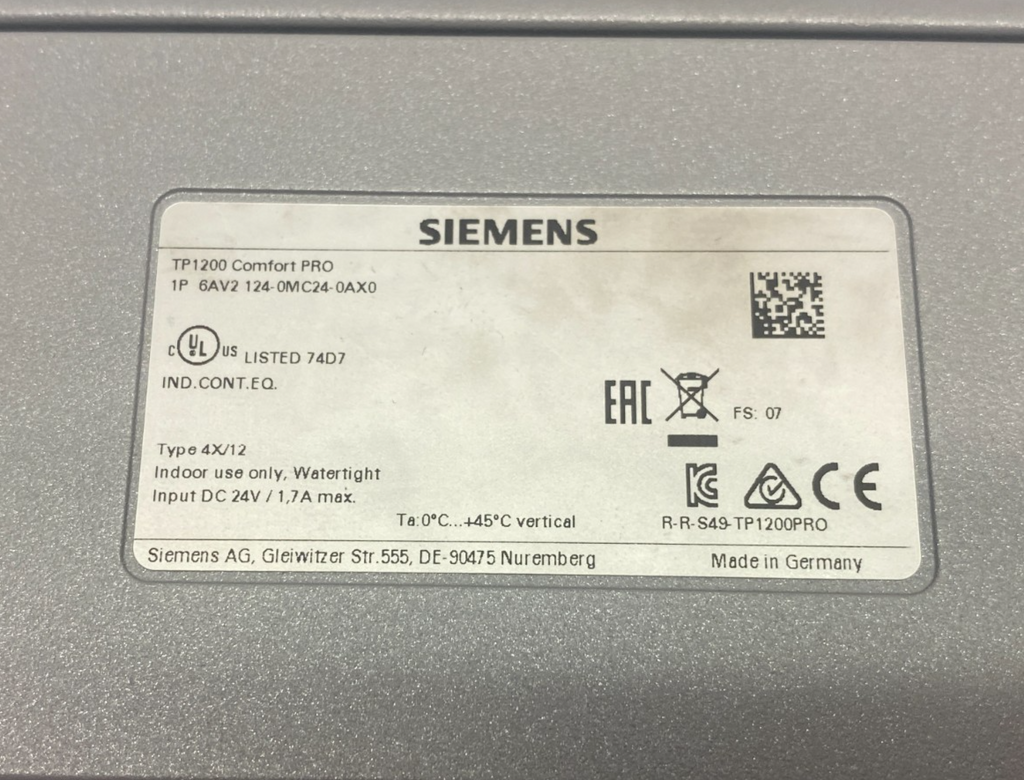 SIEMENS
TP1200 Comfort PRO
1P 6AV2 124-0MC24-0AX0
C UL US LISTED 74D7
IND.CONT.EQ.
EAC
FS: 07
Type 4X/12
Indoor use only, Watertight
Input DC 24V / 1,7A max.
KC CE
Ta:0°C...+45°C vertical
R-R-S49-TP1200PRO
Siemens AG, Gleiwitzer Str.555, DE-90475 Nuremberg
Made in Germany